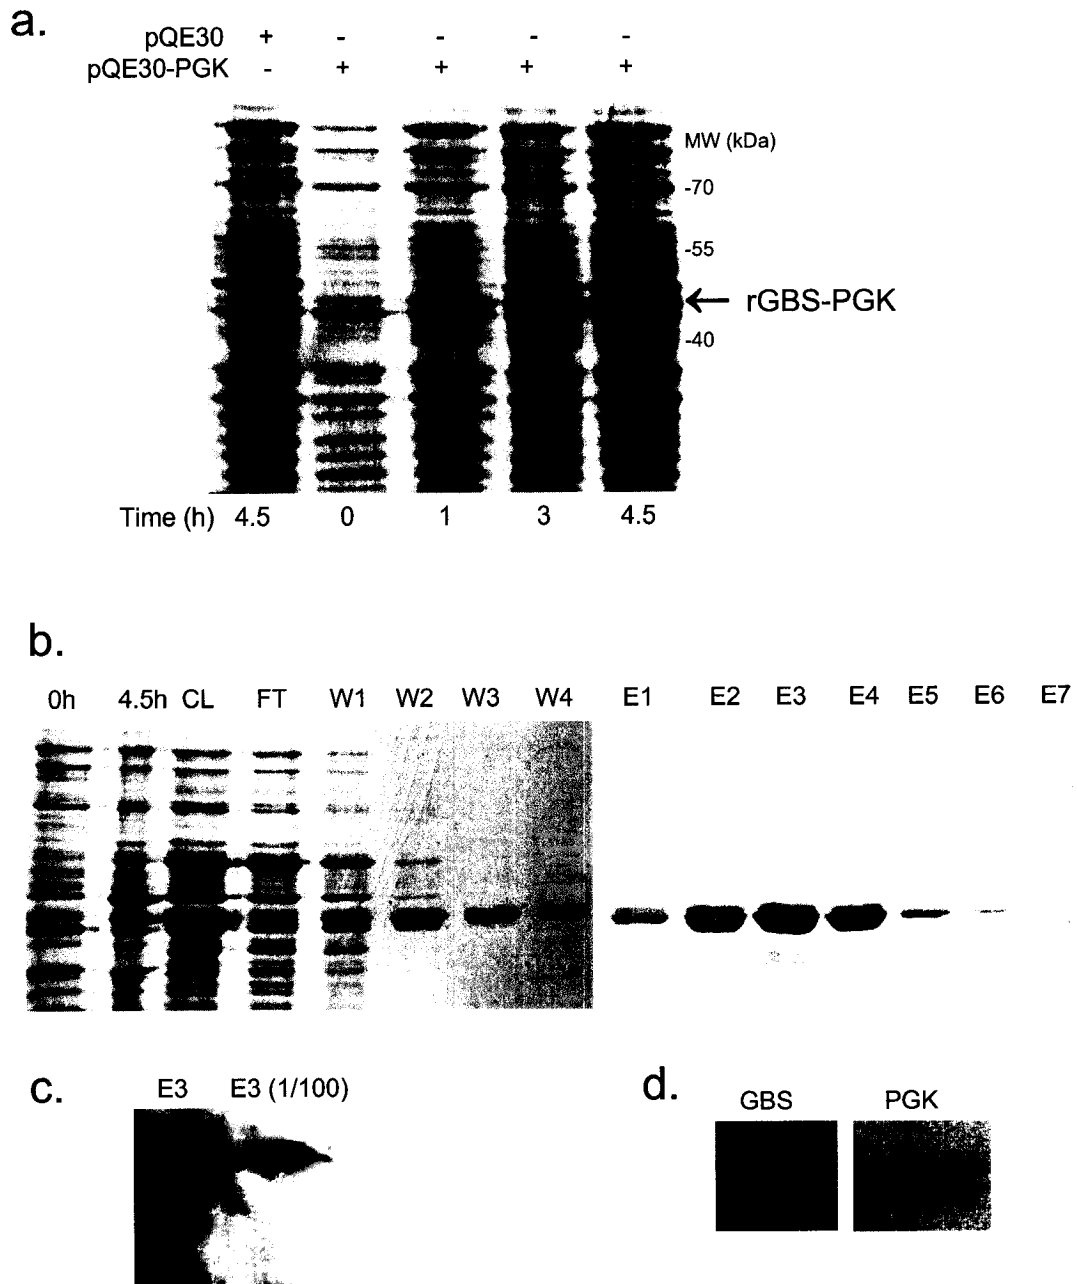 a.
pQE30 + - - - -
pQE30-PGK - + + + +
MW (kDa)
-70
-55
rGBS-PGK
-40
Time (h) 4.5 0 1 3 4.5
b.
0h 4.5h CL FT W1 W2 W3 W4 E1 E2 E3 E4 E5 E6 E7
c.
E3 E3 (1/100)
d.
GBS PGK